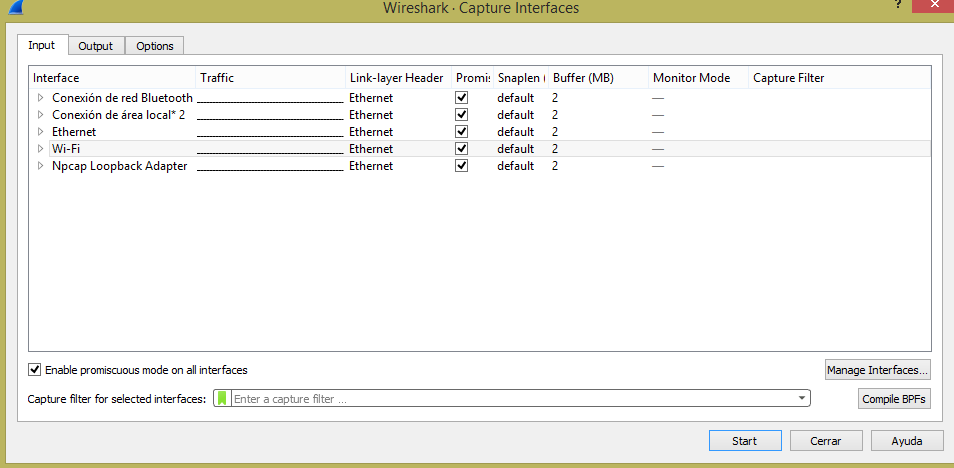 Wireshark · Capture Interfaces
?
Input Output Options
Interface Traffic Link-layer Header Promis Snaplen ( Buffer (MB) Monitor Mode Capture Filter
Conexión de red Bluetooth Ethernet default 2 —
Conexión de área local* 2 Ethernet default 2 —
Ethernet Ethernet default 2 —
Wi-Fi Ethernet default 2 —
Npcap Loopback Adapter Ethernet default 2 —
Enable promiscuous mode on all interfaces Manage Interfaces...
Capture filter for selected interfaces: Enter a capture filter ... Compile BPFs
Start Cerrar Ayuda